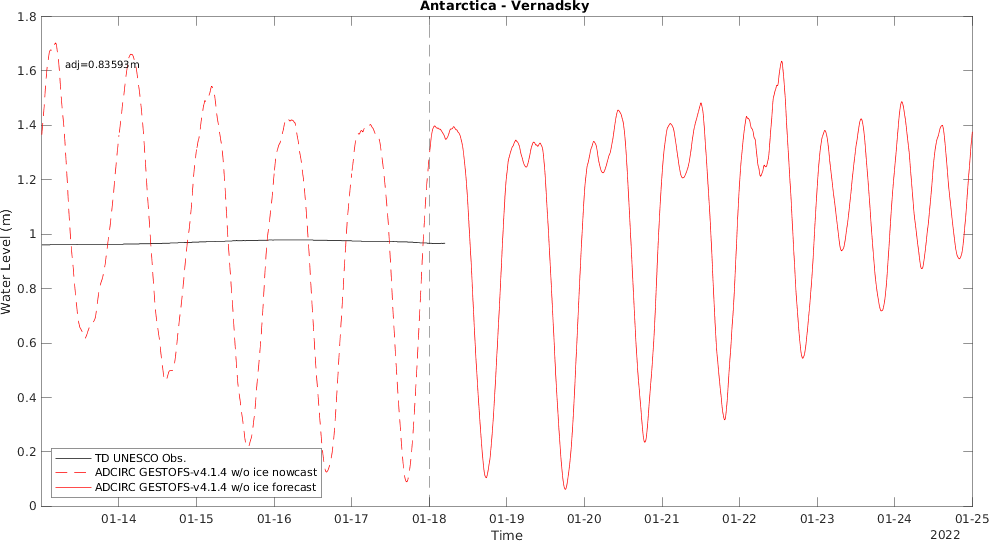 Antarctica - Vernadsky
adj=0.83593m
Water Level (m)
1.8
1.6
1.4
1.2
1
0.8
0.6
0.4
0.2
0
TD UNESCO Obs.
ADCIRC GESTOFS-v4.1.4 w/o ice nowcast
ADCIRC GESTOFS-v4.1.4 w/o ice forecast
01-14 01-15 01-16 01-17 01-18 01-19 01-20 01-21 01-22 01-23 01-24 01-25
Time
2022